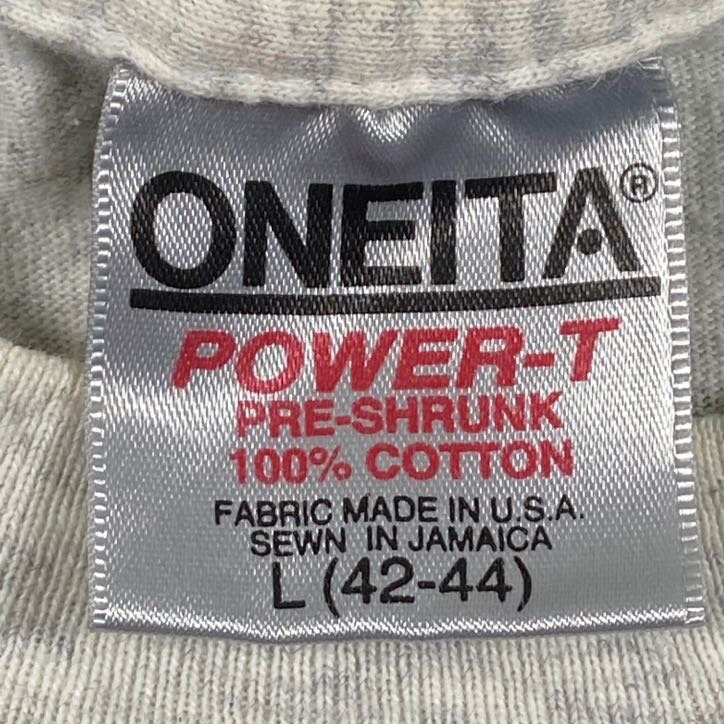 ONEITA®
POWER-T
PRE-SHRUNK
100% COTTON
FABRIC MADE IN U.S.A.
SEWN IN JAMAICA
L (42-44)